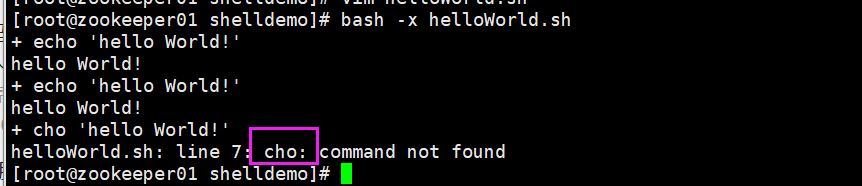 [root@zookeeper01 shelldemo]# vim helloWorld.sh
[root@zookeeper01 shelldemo]# bash -x helloWorld.sh
+ echo 'hello World!'
hello World!
+ echo 'hello World!'
hello World!
+ cho 'hello World!'
helloWorld.sh: line 7: cho: command not found
[root@zookeeper01 shelldemo]#